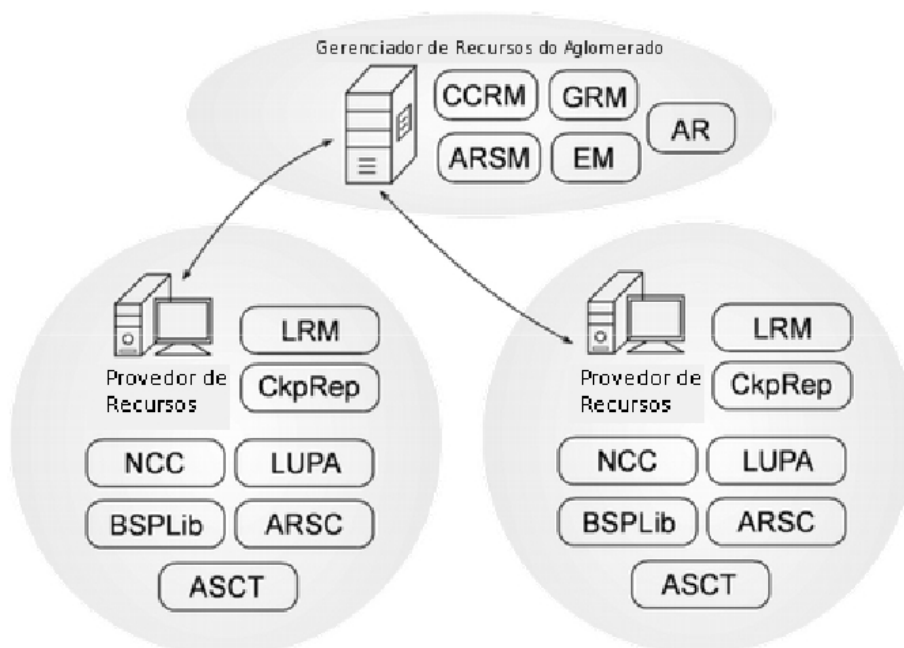 Gerenciador de Recursos do Aglomerado
CCRM GRM
AR
ARSM EM
LRM
Provedor de
Recursos
CkpRep
NCC LUPA
BSPLib ARSC
ASCT
LRM
Provedor de
Recursos
CkpRep
NCC LUPA
BSPLib ARSC
ASCT